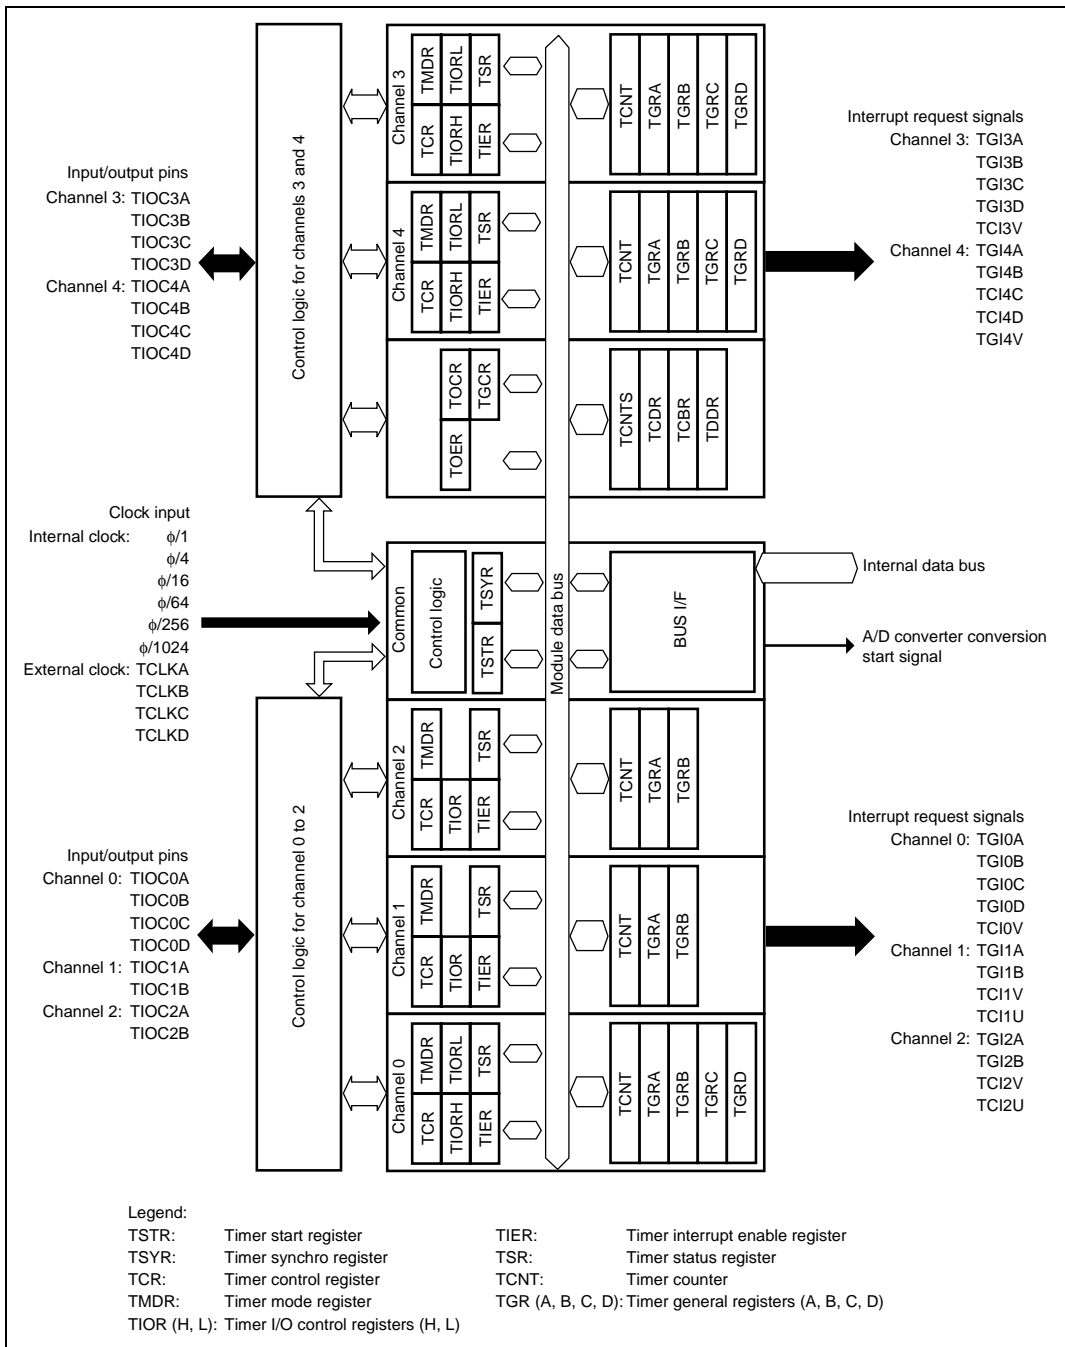 Input/output pins
Channel 3: TIOC3A
TIOC3B
TIOC3C
TIOC3D
Channel 4: TIOC4A
TIOC4B
TIOC4C
TIOC4D
Control logic for channels 3 and 4
Channel 3
TMDR
TIORL
TSR
TCR
TIORH
TIER
TCNT
TGRA
TGRB
TGRC
TGRD
Channel 4
TMDR
TIORL
TSR
TCR
TIORH
TIER
TCNT
TGRA
TGRB
TGRC
TGRD
TOCR
TGCR
TOER
TCNTS
TCDR
TCBR
TDDR
Interrupt request signals
Channel 3: TGI3A
TGI3B
TGI3C
TGI3D
TCI3V
Channel 4: TGI4A
TGI4B
TCI4C
TCI4D
TGI4V
Clock input
Internal clock: ϕ/1
ϕ/4
ϕ/16
ϕ/64
ϕ/256
ϕ/1024
External clock: TCLKA
TCLKB
TCLKC
TCLKD
Common
Control logic
TSYR
TSTR
Module data bus
BUS I/F
Internal data bus
A/D converter conversion
start signal
Input/output pins
Channel 0: TIOC0A
TIOC0B
TIOC0C
TIOC0D
Channel 1: TIOC1A
TIOC1B
Channel 2: TIOC2A
TIOC2B
Control logic for channel 0 to 2
Channel 2
TMDR
TSR
TCR
TIOR
TIER
TCNT
TGRA
TGRB
Channel 1
TMDR
TSR
TCR
TIOR
TIER
TCNT
TGRA
TGRB
Channel 0
TMDR
TIORL
TSR
TCR
TIORH
TIER
TCNT
TGRA
TGRB
TGRC
TGRD
Interrupt request signals
Channel 0: TGI0A
TGI0B
TGI0C
TGI0D
TCI0V
Channel 1: TGI1A
TGI1B
TCI1V
TCI1U
Channel 2: TGI2A
TGI2B
TCI2V
TCI2U
Legend:
TSTR: Timer start register
TSYR: Timer synchro register
TCR: Timer control register
TMDR: Timer mode register
TIOR (H, L): Timer I/O control registers (H, L)
TIER: Timer interrupt enable register
TSR: Timer status register
TCNT: Timer counter
TGR (A, B, C, D): Timer general registers (A, B, C, D)